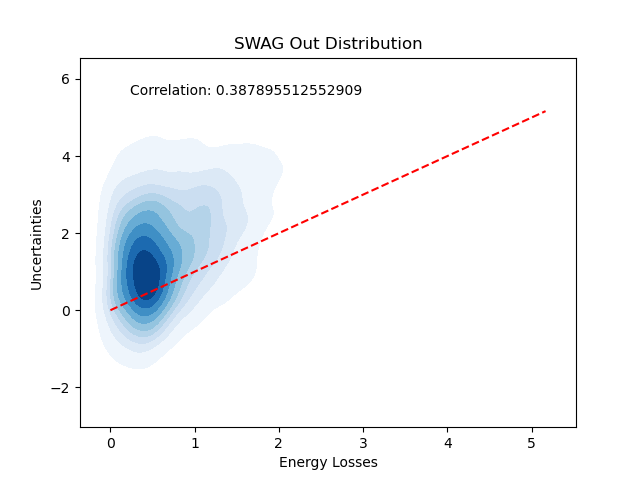 SWAG Out Distribution
Correlation: 0.387895512552909
6
4
2
0
−2
Uncertainties
0 1 2 3 4 5
Energy Losses